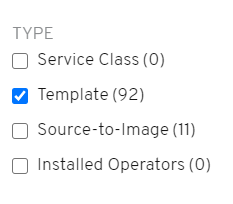 TYPE
Service Class (0)
Template (92)
Source-to-Image (11)
Installed Operators (0)